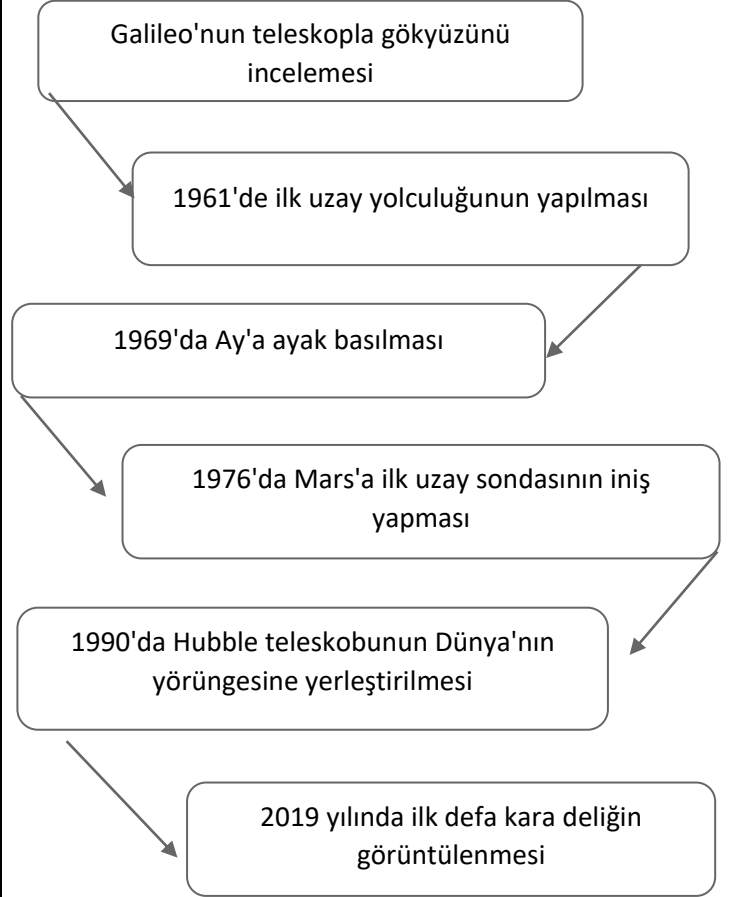 Galileo'nun teleskopla gökyüzünü
incelemesi
1961'de ilk uzay yolculuğunun yapılması
1969'da Ay'a ayak basılması
1976'da Mars'a ilk uzay sondasının iniş
yapması
1990'da Hubble teleskobunun Dünya'nın
yörüngesine yerleştirilmesi
2019 yılında ilk defa kara deliğin
görüntülenmesi